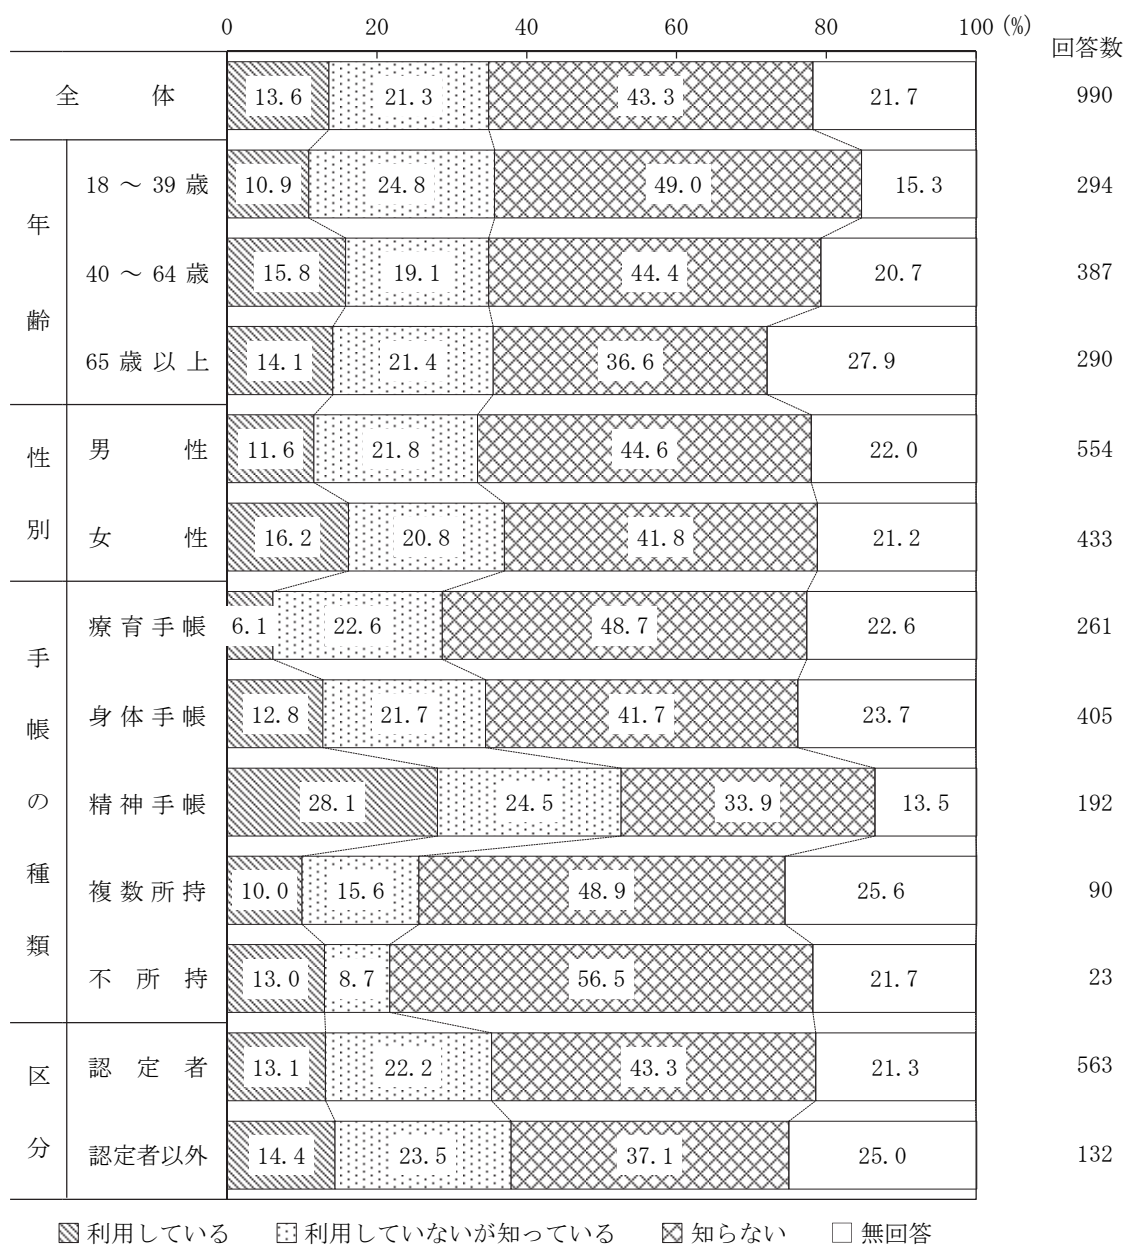 0 20 40 60 80 100 (%)
回答数
全体 13.6 21.3 43.3 21.7 990
年齢
18～39歳 10.9 24.8 49.0 15.3 294
40～64歳 15.8 19.1 44.4 20.7 387
65歳以上 14.1 21.4 36.6 27.9 290
性別
男性 11.6 21.8 44.6 22.0 554
女性 16.2 20.8 41.8 21.2 433
手帳の種類
療育手帳 6.1 22.6 48.7 22.6 261
身体手帳 12.8 21.7 41.7 23.7 405
精神手帳 28.1 24.5 33.9 13.5 192
複数所持 10.0 15.6 48.9 25.6 90
不所持 13.0 8.7 56.5 21.7 23
区分
認定者 13.1 22.2 43.3 21.3 563
認定者以外 14.4 23.5 37.1 25.0 132
利用している 利用していないが知っている 知らない 無回答